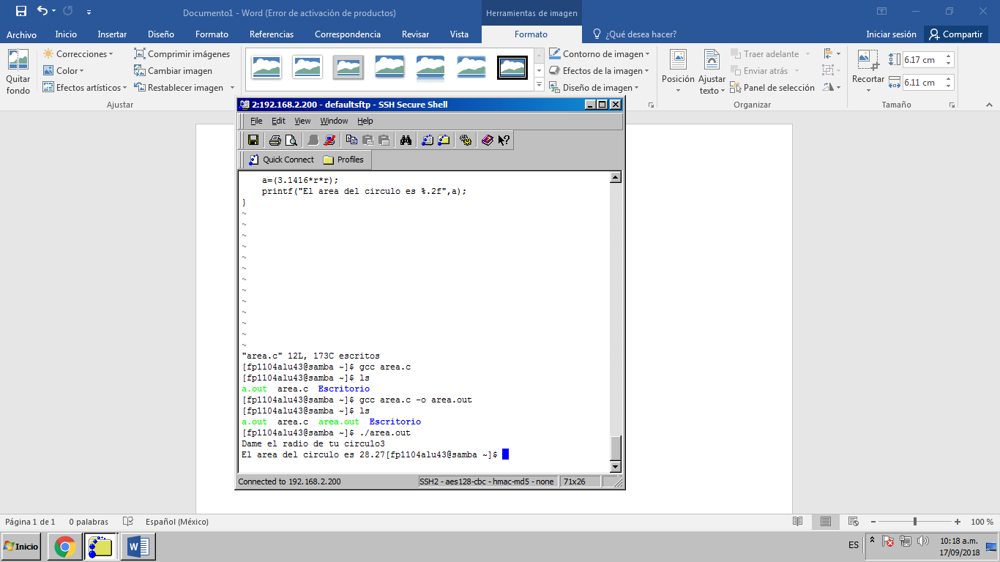 Documento1 - Word (Error de activación de productos)
Herramientas de imagen
Archivo Inicio Insertar Diseño Formato Referencias Correspondencia Revisar Vista Formato ¿Qué desea hacer? Iniciar sesión Compartir
Quitar fondo
Correcciones
Color
Efectos artísticos
Comprimir imágenes
Cambiar imagen
Restablecer imagen
Ajustar
Contorno de imagen
Efectos de la imagen
Diseño de imagen
Posición
Ajustar texto
Traer adelante
Enviar atrás
Panel de selección
Organizar
Recortar
6.17 cm
6.11 cm
Tamaño
2:192.168.2.200 - defaultsftp - SSH Secure Shell
File Edit View Window Help
Quick Connect Profiles
a=(3.1416*r*r);
printf("El area del circulo es %.2f",a);
}
~
~
~
~
~
~
~
~
~
~
~
~
~
"area.c" 12L, 173C escritos
[fp1104alu43@samba ~]$ gcc area.c
[fp1104alu43@samba ~]$ ls
a.out area.c Escritorio
[fp1104alu43@samba ~]$ gcc area.c -o area.out
[fp1104alu43@samba ~]$ ls
a.out area.c area.out Escritorio
[fp1104alu43@samba ~]$ ./area.out
Dame el radio de tu circulo3
El area del circulo es 28.27[fp1104alu43@samba ~]$
Connected to 192.168.2.200 SSH2 - aes128-cbc - hmac-md5 - none 71x26
Página 1 de 1 0 palabras Español (México) 100 %
Inicio
ES
10:18 a.m.
17/09/2018